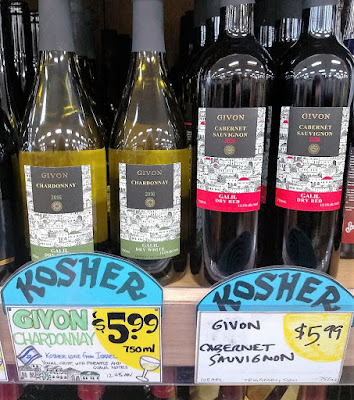 GIVON
CHARDONNAY
2016
GALIL
DRY WHITE
GIVON
CHARDONNAY
2016
GALIL
DRY WHITE
GIVON
CABERNET
SAUVIGNON
GALIL
DRY RED
GIVON
CABERNET
SAUVIGNON
GALIL
DRY RED
KOSHER
GIVON
CHARDONNAY
$5.99
750ml
KOSHER WINE FROM ISRAEL
KOSHER
GIVON
CABERNET
SAUVIGNON
$5.99